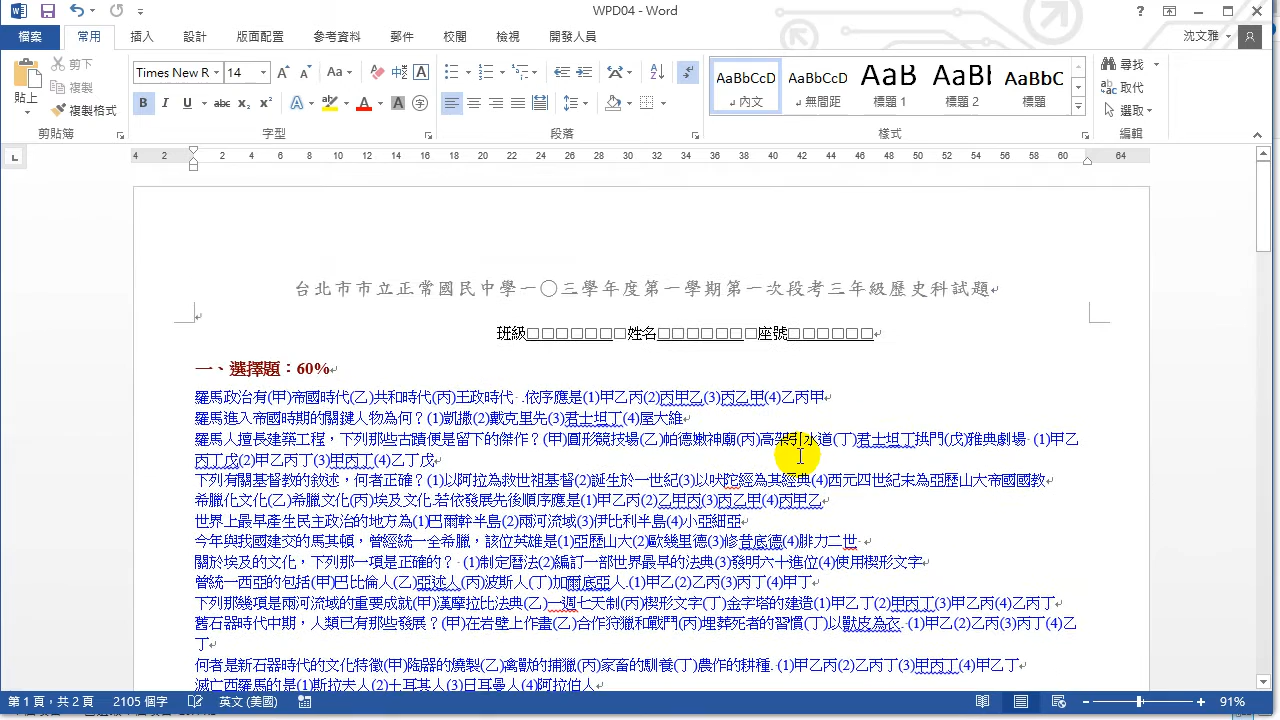 WPD04 - Word
檔案 常用 插入 設計 版面配置 參考資料 郵件 校閱 檢視 開發人員 沈文雅
貼上 剪下 複製 複製格式
Times New R 14
AaBbCcD AaBbCcD AaB AaBl AaBbC
內文 無間距 標題 1 標題 2 標題
尋找 取代 選取
剪貼簿 字型 段落 樣式 編輯
4 2 2 4 6 8 10 12 14 16 18 20 22 24 26 28 30 32 34 36 38 40 42 44 46 48 50 52 54 56 58 60 64
台北市市立正常國民中學一〇三學年度第一學期第一次段考三年級歷史科試題
班級□□□□□□□姓名□□□□□□□座號□□□□□□
一、選擇題：60%
羅馬政治有(甲)帝國時代(乙)共和時代(丙)王政時代 .依序應是(1)甲乙丙(2)丙甲乙(3)丙乙甲(4)乙丙甲
羅馬進入帝國時期的關鍵人物為何？(1)凱撒(2)戴克里先(3)君士坦丁(4)屋大維
羅馬人擅長建築工程，下列那些古蹟便是留下的傑作？(甲)圓形競技場(乙)帕德嫩神廟(丙)高架引水道(丁)君士坦丁拱門(戊)雅典劇場 (1)甲乙
丙丁戊(2)甲乙丙丁(3)甲丙丁(4)乙丁戊
下列有關基督教的敘述，何者正確？(1)以阿拉為救世祖基督(2)誕生於一世紀(3)以吠陀經為其經典(4)西元四世紀末為亞歷山大帝國國教
希臘化文化(乙)希臘文化(丙)埃及文化.若依發展先後順序應是(1)甲乙丙(2)乙甲丙(3)丙乙甲(4)丙甲乙
世界上最早產生民主政治的地方為(1)巴爾幹半島(2)兩河流域(3)伊比利半島(4)小亞細亞
今年與我國建交的馬其頓，曾經統一全希臘，該位英雄是(1)亞歷山大(2)歐幾里德(3)修昔底德(4)腓力二世
關於埃及的文化，下列那一項是正確的？ (1)制定曆法(2)編訂一部世界最早的法典(3)發明六十進位(4)使用楔形文字
曾統一西亞的包括(甲)巴比倫人(乙)亞述人(丙)波斯人(丁)加爾底亞人.(1)甲乙(2)乙丙(3)丙丁(4)甲丁
下列那幾項是兩河流域的重要成就(甲)漢摩拉比法典(乙)一週七天制(丙)楔形文字(丁)金字塔的建造(1)甲乙丁(2)甲丙丁(3)甲乙丙(4)乙丙丁
舊石器時代中期，人類已有那些發展？(甲)在岩壁上作畫(乙)合作狩獵和戰鬥(丙)埋葬死者的習慣(丁)以獸皮為衣. (1)甲乙(2)乙丙(3)丙丁(4)乙
丁
何者是新石器時代的文化特徵(甲)陶器的燒製(乙)禽獸的捕獵(丙)家畜的馴養(丁)農作的耕種. (1)甲乙丙(2)乙丙丁(3)甲丙丁(4)甲乙丁
滅亡西羅馬的是(1)斯拉夫人(2)土耳其人(3)日耳曼人(4)阿拉伯人
第 1 頁，共 2 頁 2105 個字 英文 (美國) 91%